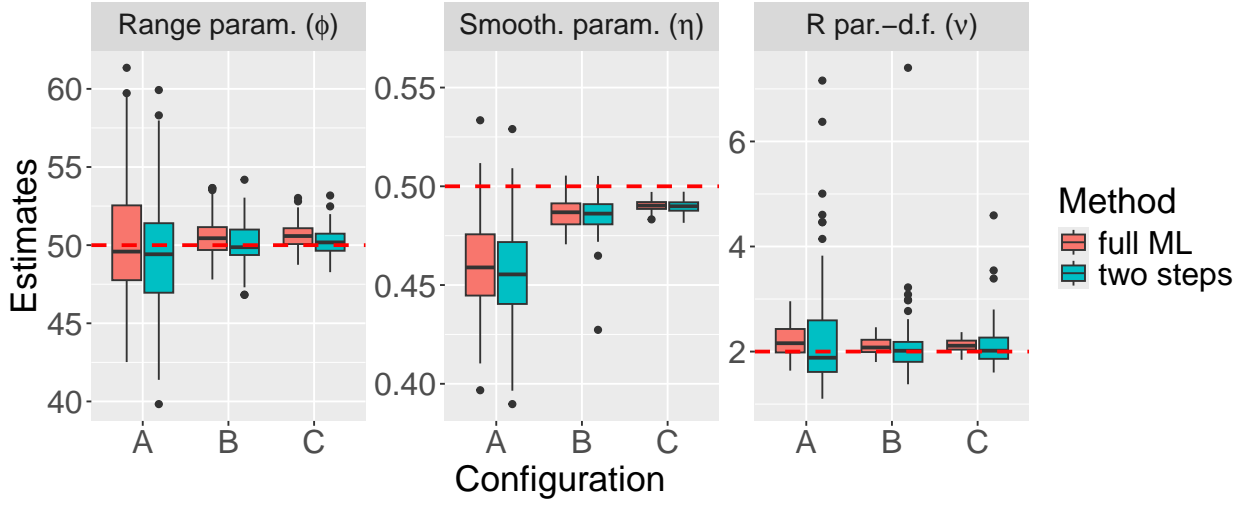 Range param. (ϕ) Smooth. param. (η) R par.−d.f. (ν)
Estimates
60
55
50
45
40
0.55
0.50
0.45
0.40
6
4
2
A B C
A B C
A B C
Configuration
Method
full ML
two steps